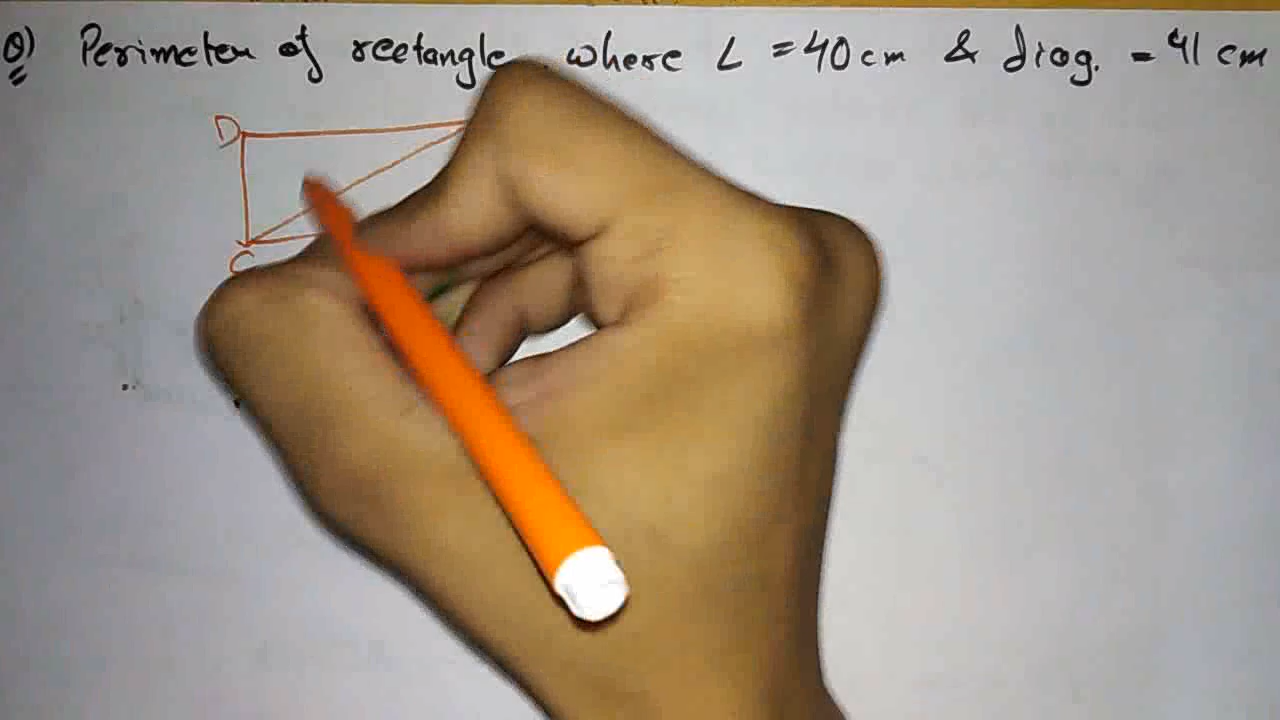 Q) Perimeter of rectangle where L = 40 cm & diag. = 41 cm
D
C